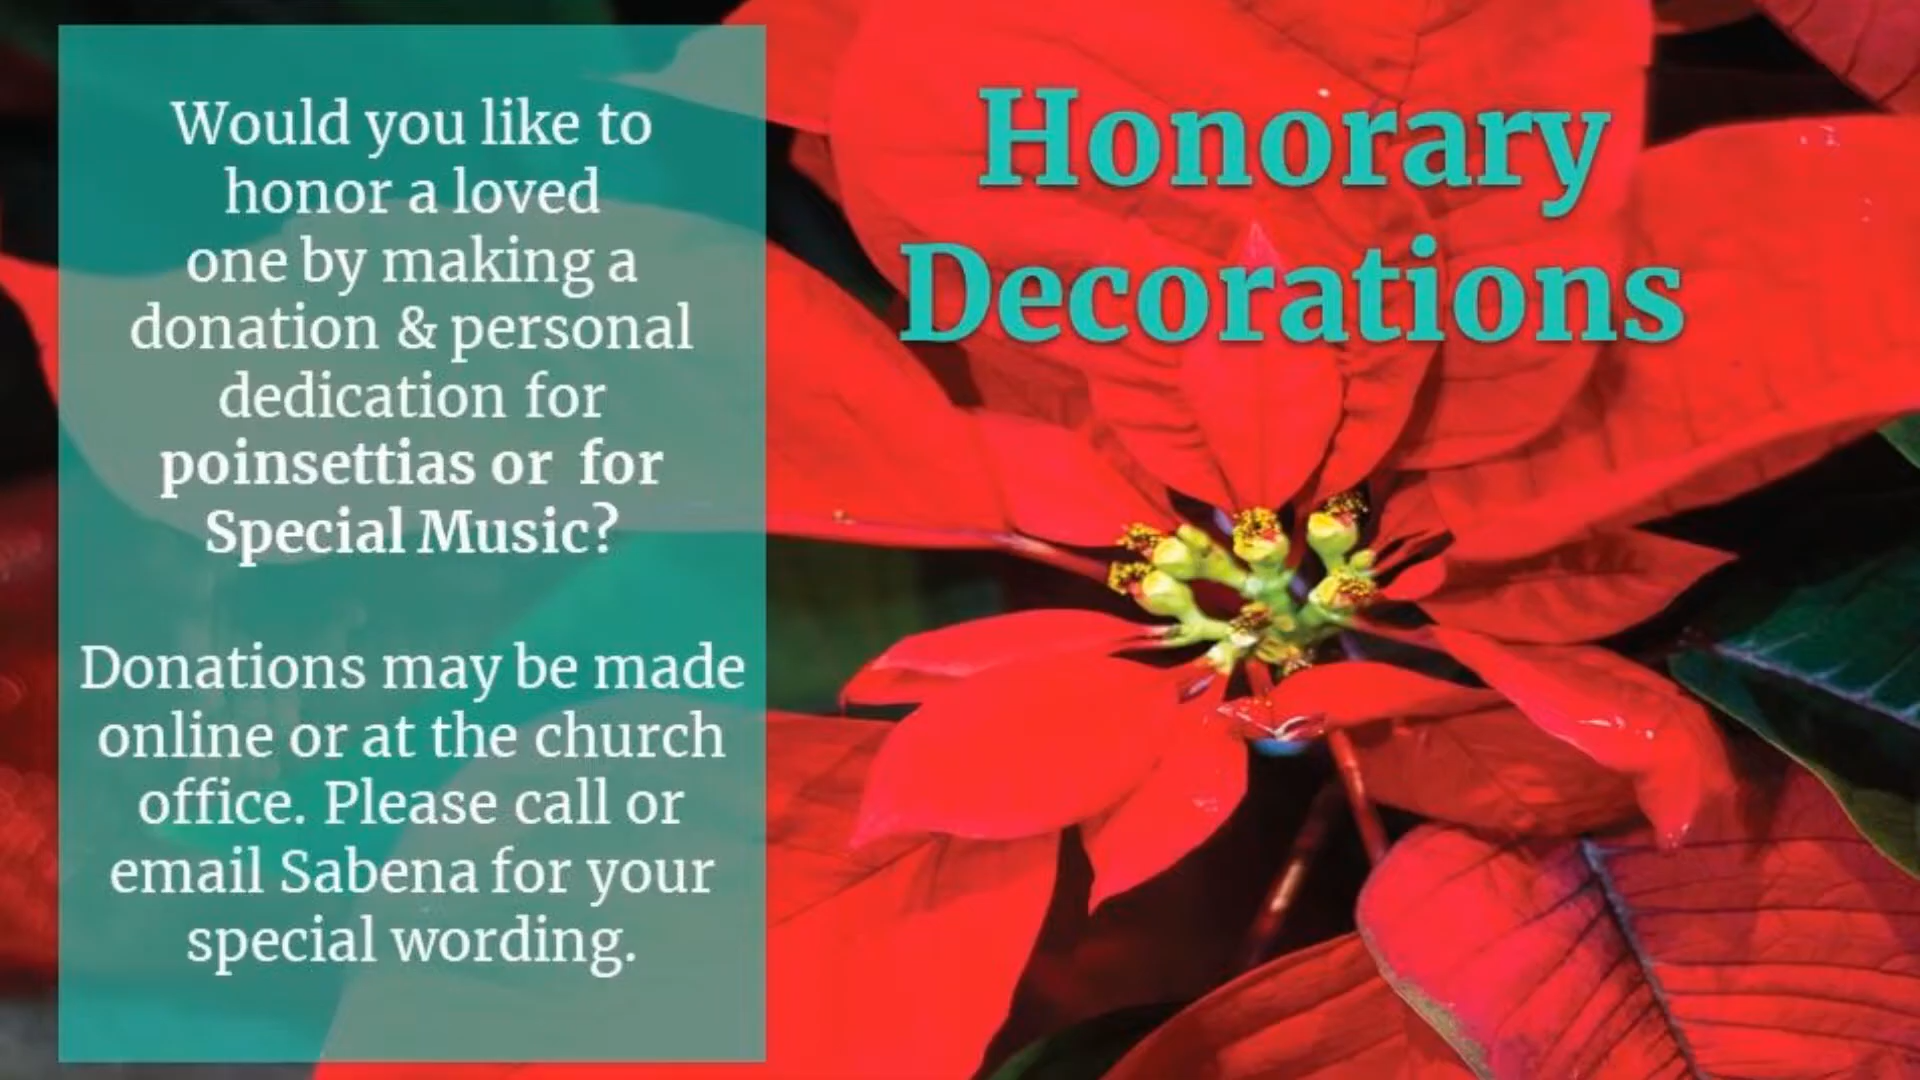 Would you like to
honor a loved
one by making a
donation & personal
dedication for
poinsettias or for
Special Music?
Donations may be made
online or at the church
office. Please call or
email Sabena for your
special wording.
Honorary
Decorations